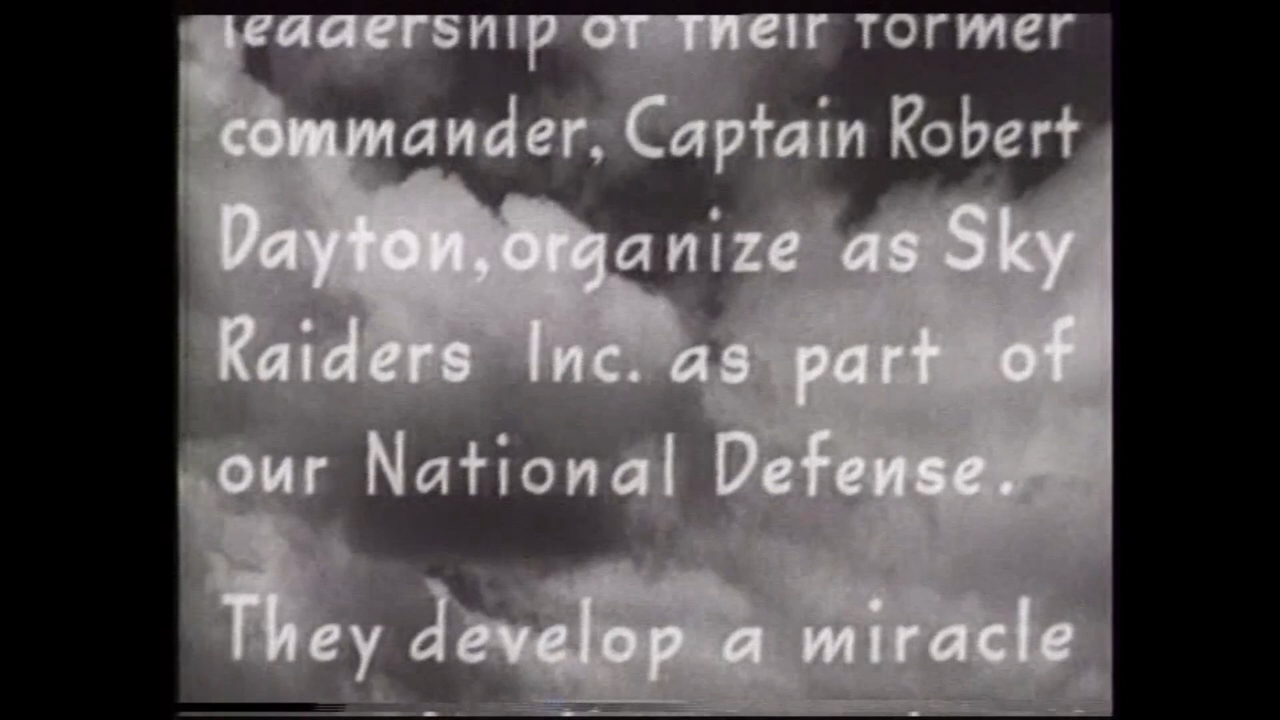 leadership of their former
commander, Captain Robert
Dayton, organize as Sky
Raiders Inc. as part of
our National Defense.
They develop a miracle